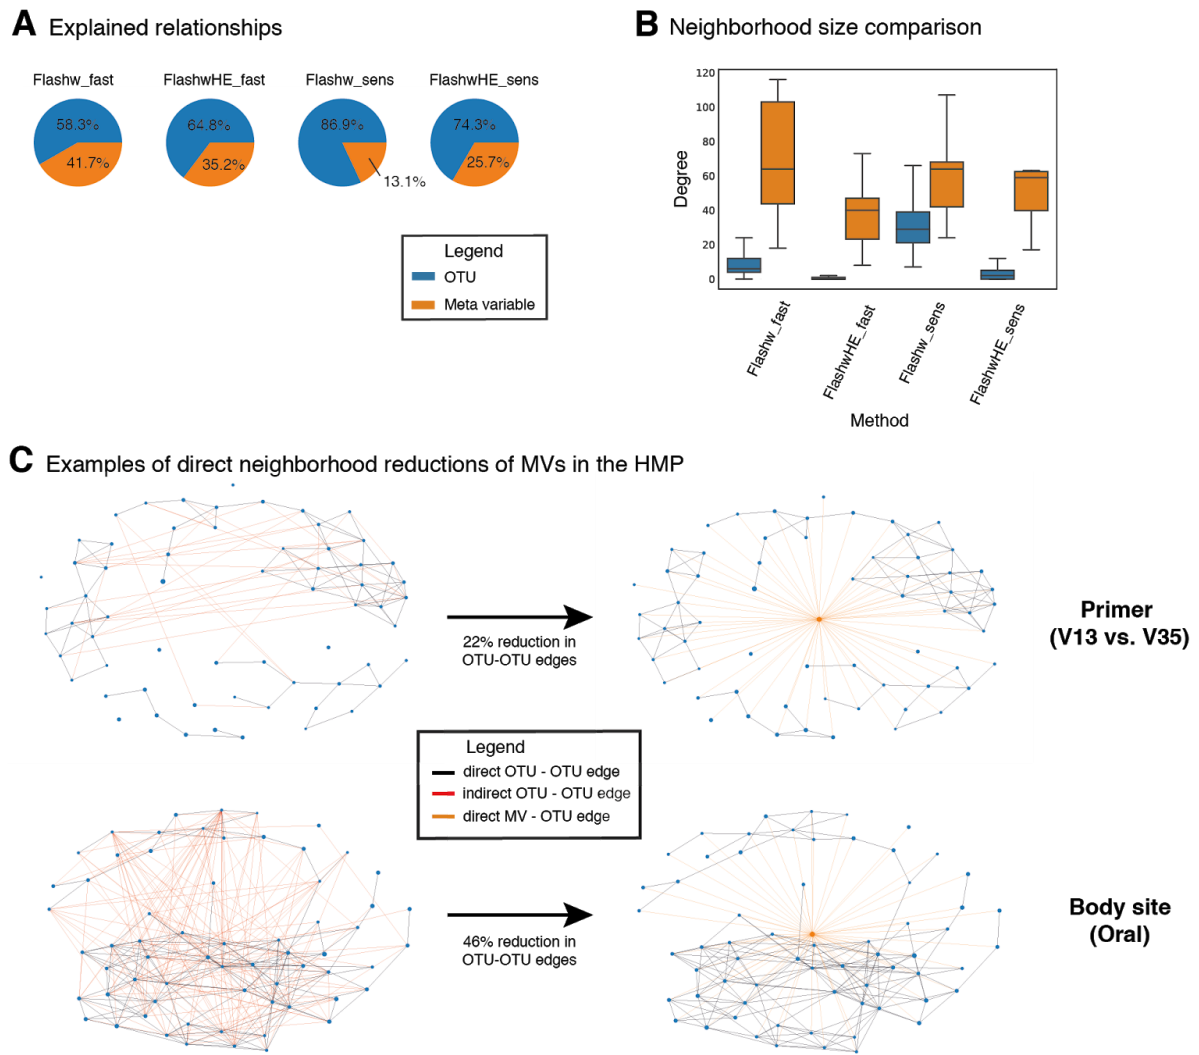 A Explained relationships
Flashw_fast
FlashwHE_fast
Flashw_sens
FlashwHE_sens
58.3%
41.7%
64.8%
35.2%
86.9%
13.1%
74.3%
25.7%
Legend
OTU
Meta variable
B Neighborhood size comparison
Degree
120
100
80
60
40
20
0
Flashw_fast
FlashwHE_fast
Flashw_sens
FlashwHE_sens
Method
C Examples of direct neighborhood reductions of MVs in the HMP
22% reduction in
OTU-OTU edges
Primer
(V13 vs. V35)
Legend
direct OTU - OTU edge
indirect OTU - OTU edge
direct MV - OTU edge
46% reduction in
OTU-OTU edges
Body site
(Oral)